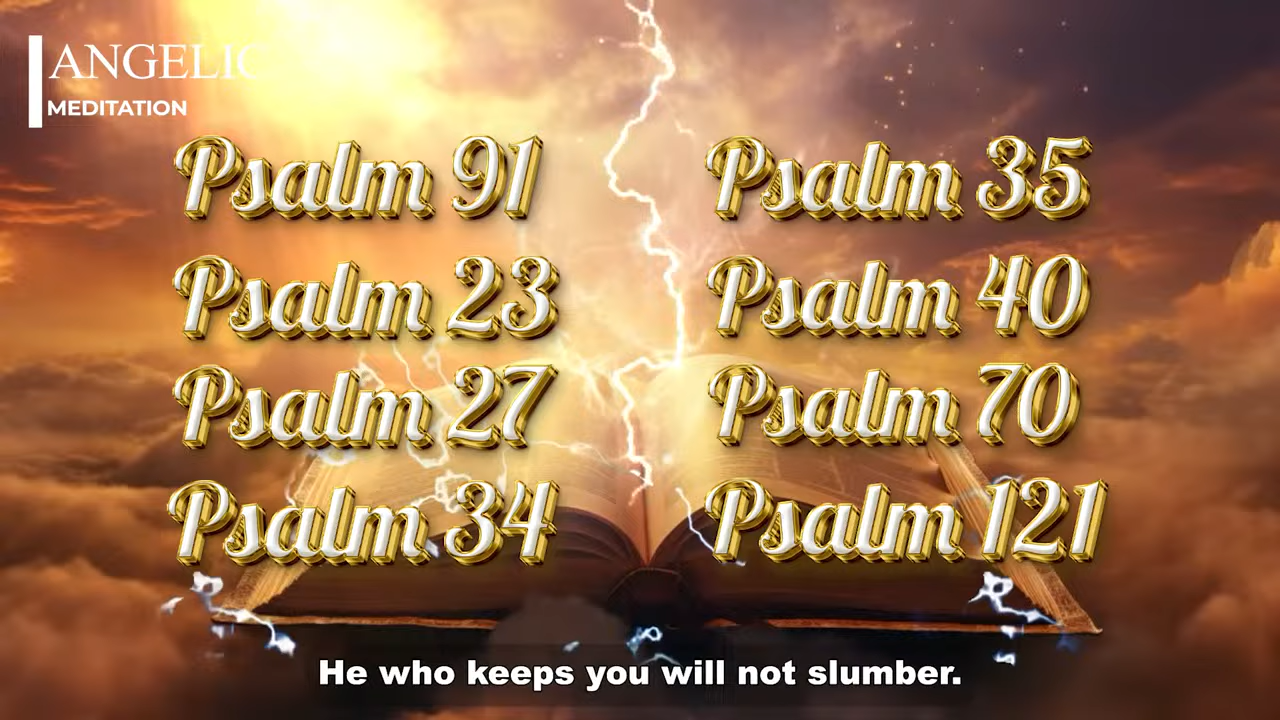 ANGELIC
MEDITATION
Psalm 91
Psalm 23
Psalm 27
Psalm 34
Psalm 35
Psalm 40
Psalm 70
Psalm 121
He who keeps you will not slumber.